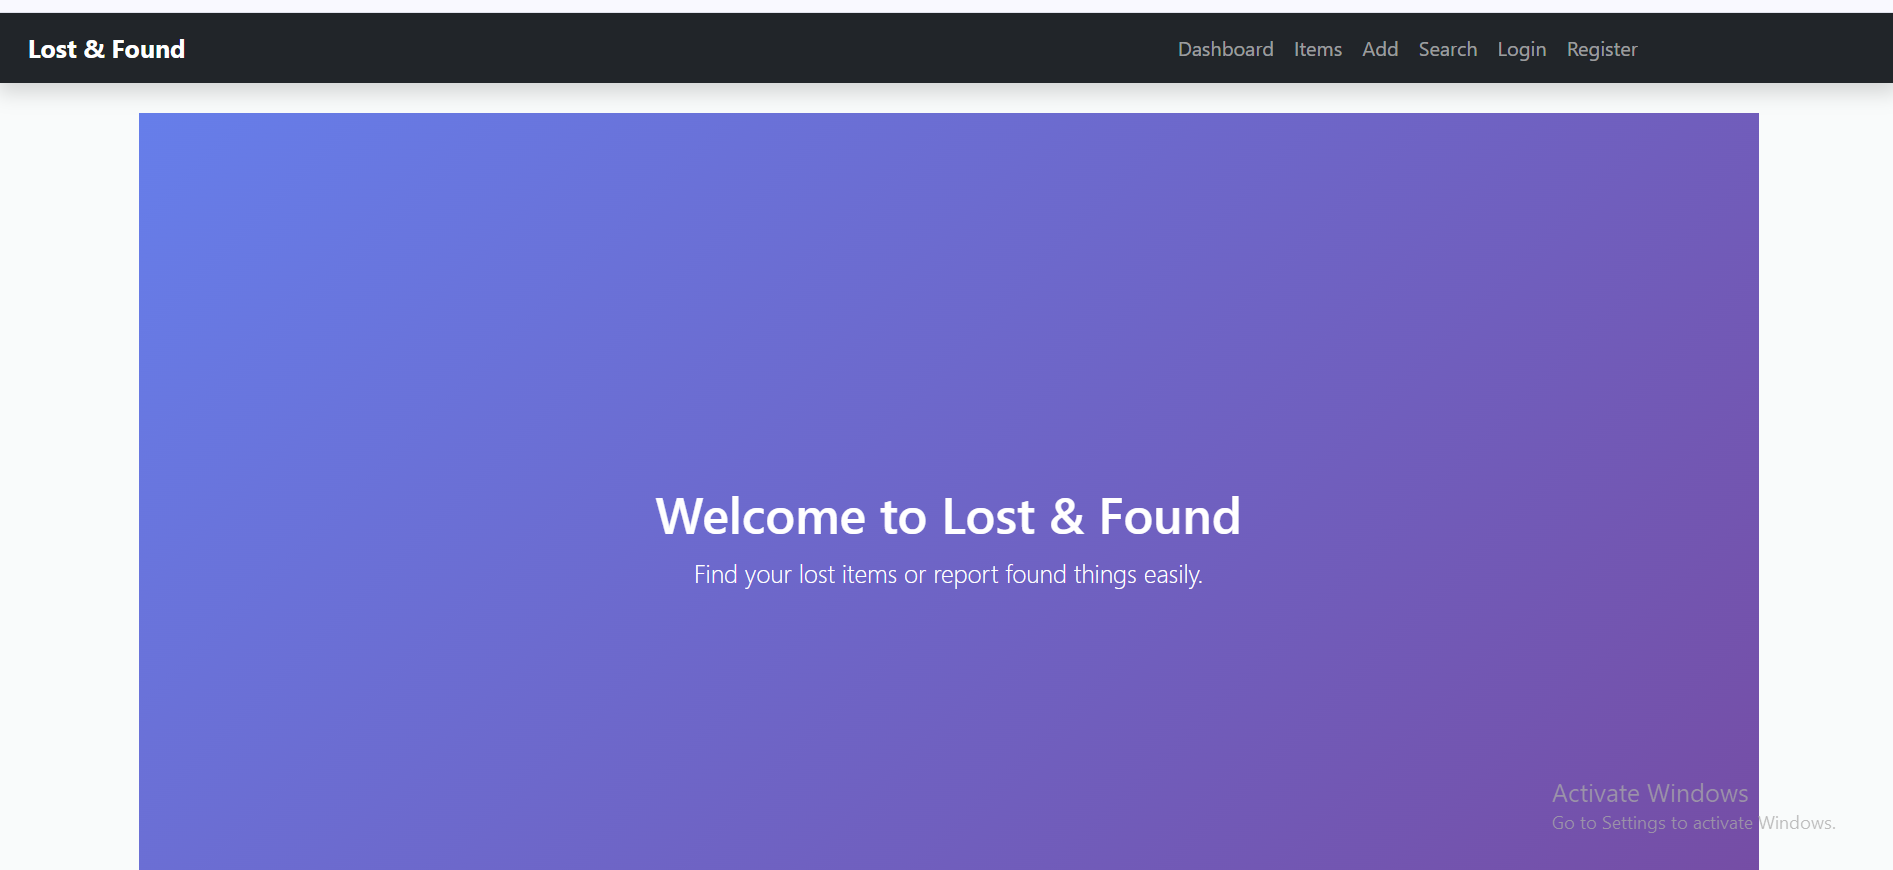 Lost & Found
Dashboard Items Add Search Login Register
Welcome to Lost & Found
Find your lost items or report found things easily.
Activate Windows
Go to Settings to activate Windows.